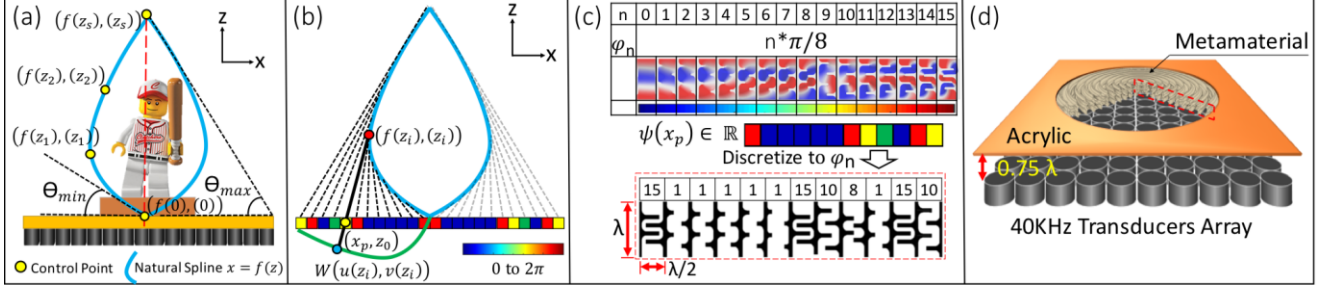 (a)
(f(z_s), (z_s))
z
x
(f(z_2), (z_2))
(f(z_1), (z_1))
Θ_min
Θ_max
(f(0), (0))
Control Point
Natural Spline x = f(z)
(b)
z
x
(f(z_i), (z_i))
(x_p, z_0)
W(u(z_i), v(z_i))
0 to 2π
(c)
n 0 1 2 3 4 5 6 7 8 9 10 11 12 13 14 15
φ_n n*π/8
ψ(x_p) ∈ ℝ
Discretize to φ_n
15 1 1 1 1 1 15 10 8 1 15 10
λ
λ/2
(d)
Metamaterial
Acrylic
0.75 λ
40KHz Transducers Array